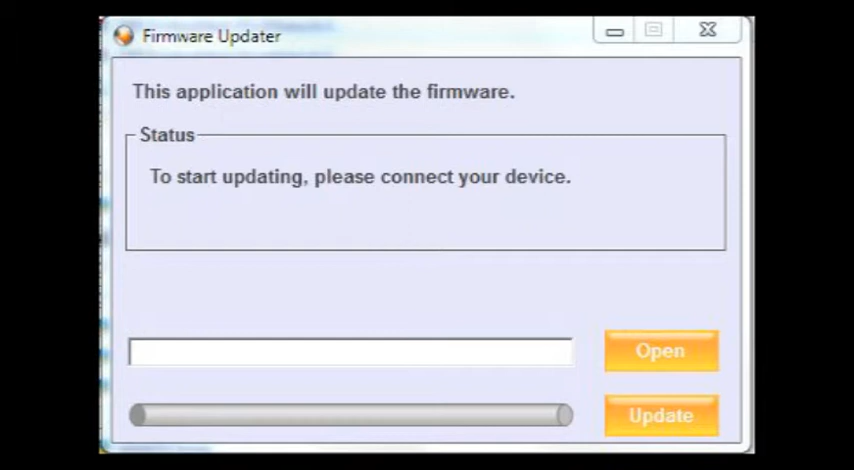 Firmware Updater
This application will update the firmware.
Status
To start updating, please connect your device.
Open
Update